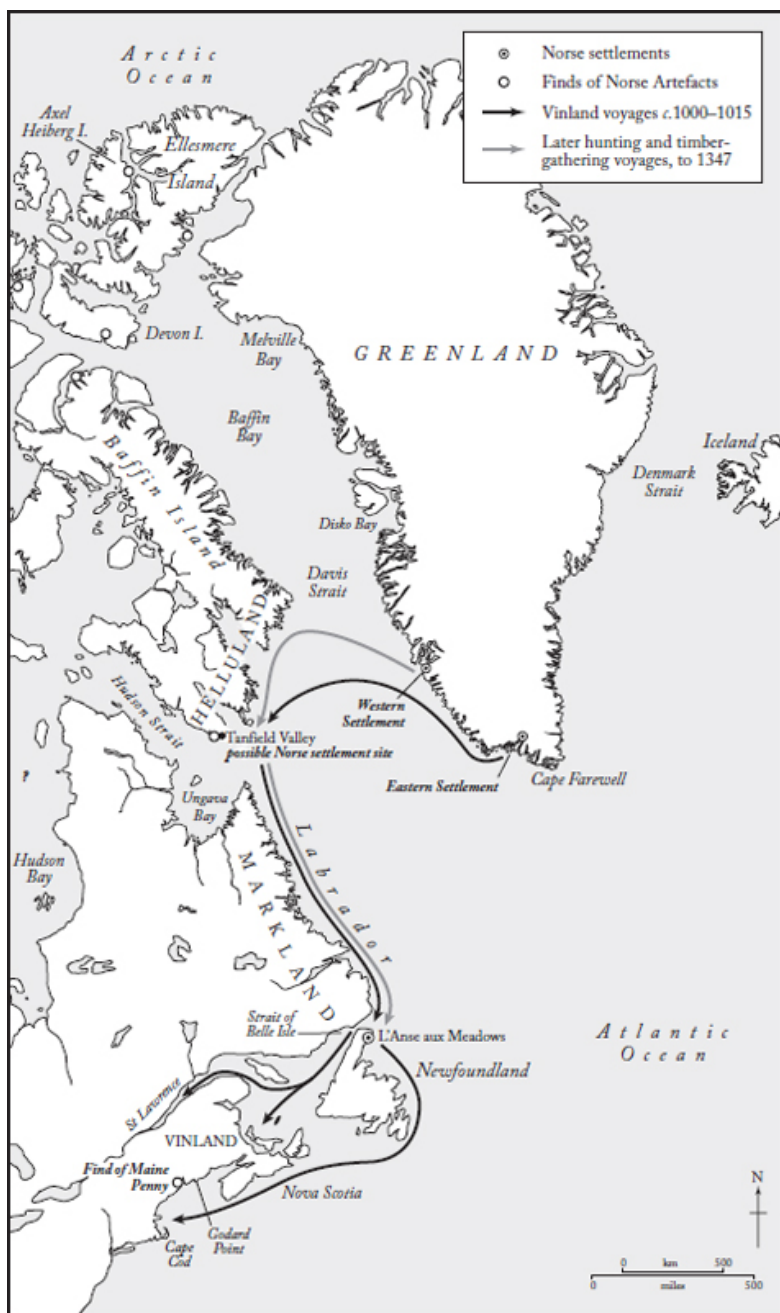 Arctic
Ocean
Norse settlements
Finds of Norse Artefacts
Vinland voyages c.1000–1015
Later hunting and timber-
gathering voyages, to 1347
Axel
Heiberg I.
Ellesmere
Island
Devon I.
Melville
Bay
GREENLAND
Baffin
Bay
Baffin Island
Iceland
Denmark
Strait
Disko Bay
Davis
Strait
HELLULAND
Western
Settlement
Hudson Strait
Tanfield Valley
possible Norse settlement site
Eastern Settlement
Cape Farewell
Ungava
Bay
Hudson
Bay
Labrador
MARKLAND
Strait of
Belle Isle
L'Anse aux Meadows
Atlantic
Ocean
Newfoundland
St Lawrence
VINLAND
Find of Maine
Penny
Nova Scotia
Godard
Point
Cape
Cod
N
0 km 500
0 miles 500